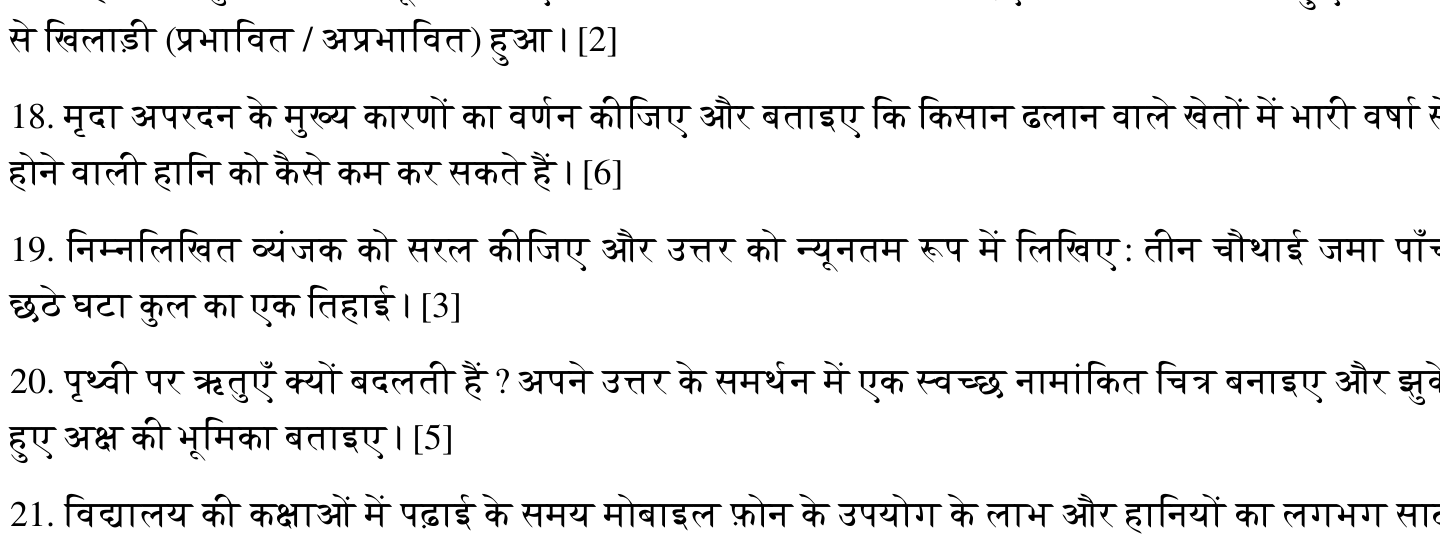 से खिलाड़ी (प्रभावित / अप्रभावित) हुआ। [2]
18. मृदा अपरदन के मुख्य कारणों का वर्णन कीजिए और बताइए कि किसान ढलान वाले खेतों में भारी वर्षा से
होने वाली हानि को कैसे कम कर सकते हैं। [6]
19. निम्नलिखित व्यंजक को सरल कीजिए और उत्तर को न्यूनतम रूप में लिखिए: तीन चौथाई जमा
छठे घटा कुल का एक तिहाई। [3]
20. पृथ्वी पर ऋतुएँ क्यों बदलती हैं? अपने उत्तर के समर्थन में एक स्वच्छ नामांकित चित्र बनाइए और झुके
हुए अक्ष की भूमिका बताइए। [5]
21. विद्यालय की कक्षाओं में पढ़ाई के समय मोबाइल फ़ोन के उपयोग के लाभ और हानियों का लगभग